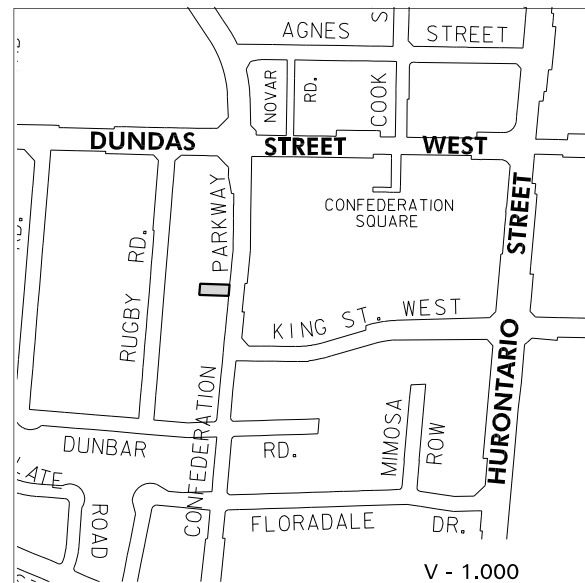 AGNES STREET
NOVAR RD.
COOK S
DUNDAS STREET WEST
CONFEDERATION
SQUARE
CONFEDERATION PARKWAY
RUGBY RD.
KING ST. WEST
HURONTARIO STREET
DUNBAR RD.
MIMOSA ROW
ROAD
FLORADALE DR.
V - 1.000